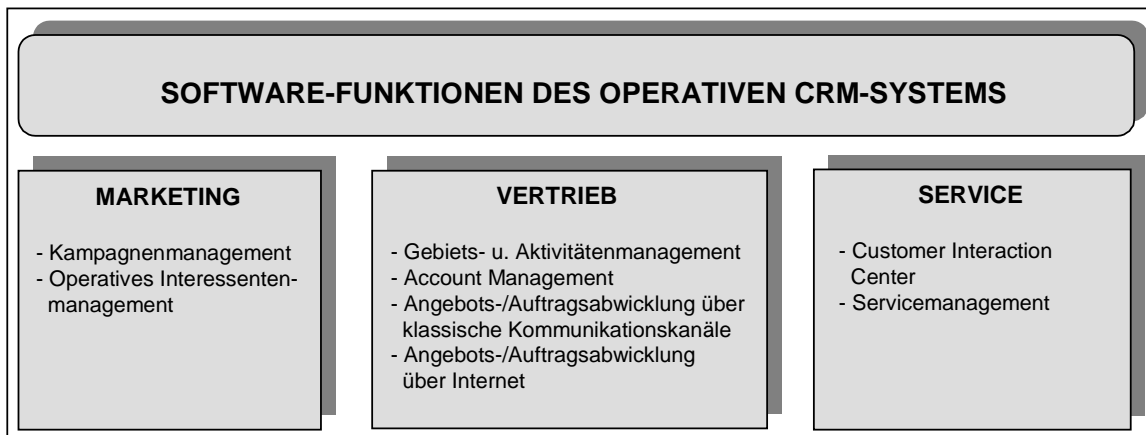 SOFTWARE-FUNKTIONEN DES OPERATIVEN CRM-SYSTEMS
MARKETING
- Kampagnenmanagement
- Operatives Interessenten-
management
VERTRIEB
- Gebiets- u. Aktivitätenmanagement
- Account Management
- Angebots-/Auftragsabwicklung über
klassische Kommunikationskanäle
- Angebots-/Auftragsabwicklung
über Internet
SERVICE
- Customer Interaction
Center
- Servicemanagement